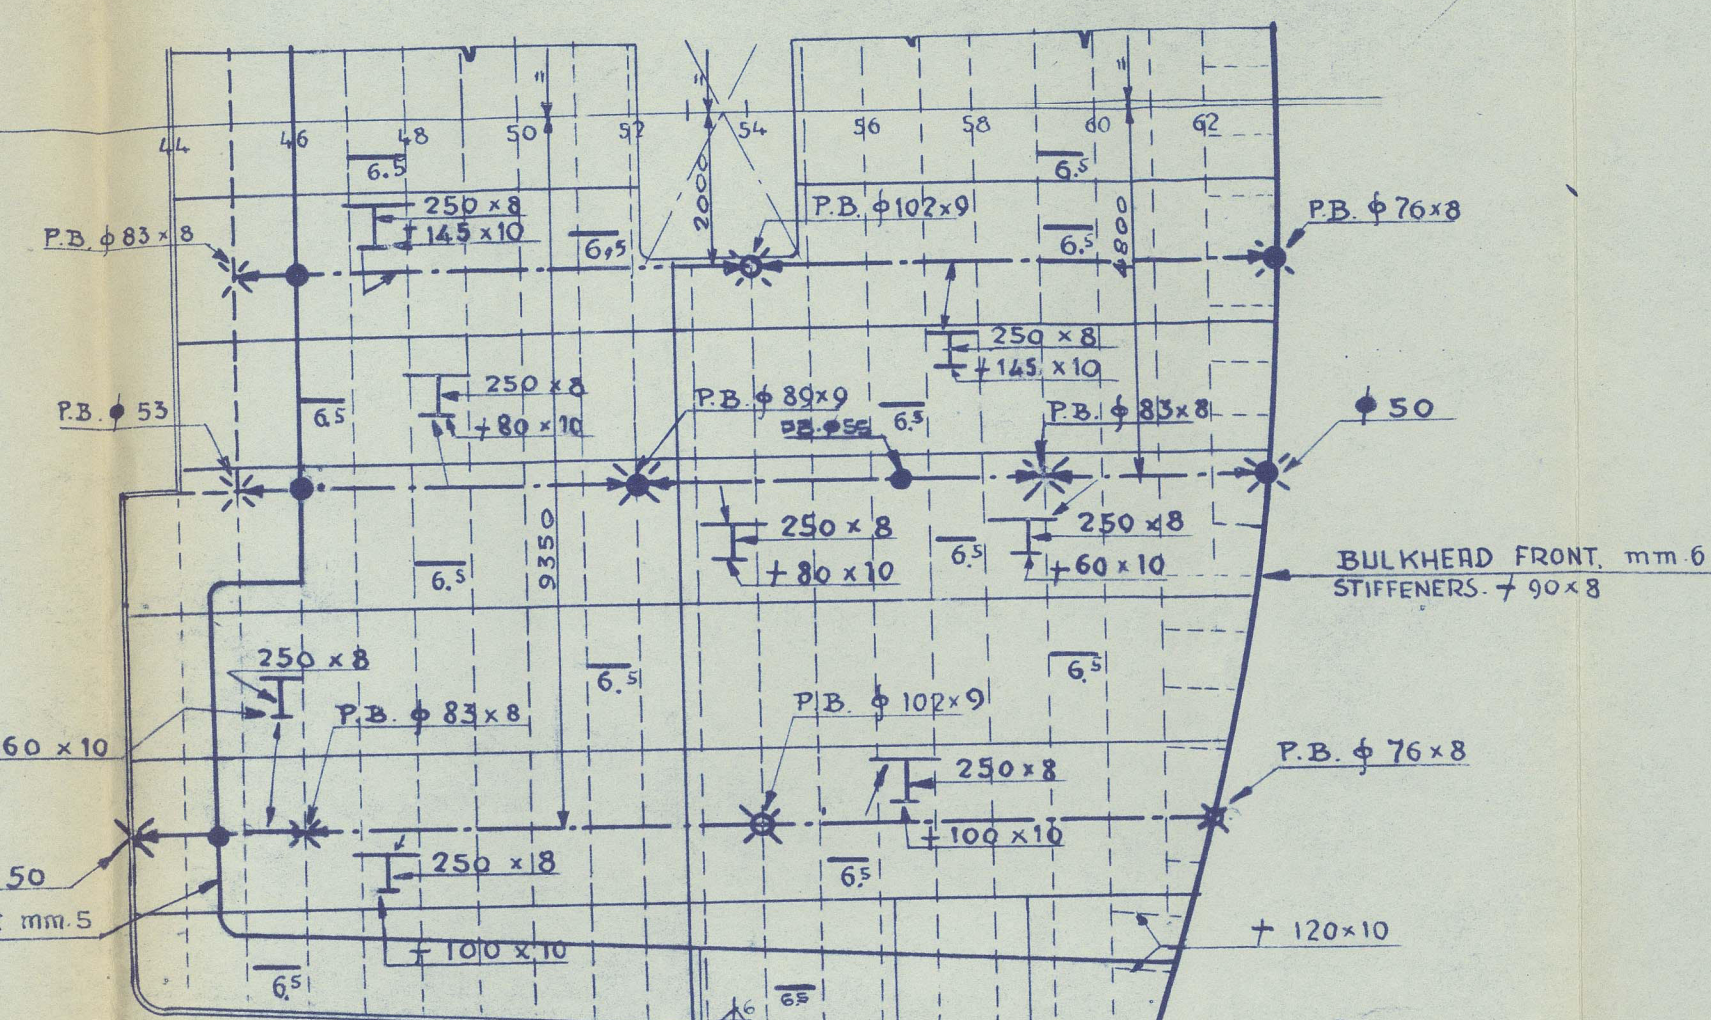 44 46 48 50 52 54 56 58 60 62
=
=
=
6.5
6.5
250 × 8
+ 145 × 10
6,5
2000
P.B. ϕ 102×9
6.5
4800
P.B. ϕ 76×8
P.B. ϕ 83×8
250 × 8
+ 145 × 10
P.B. ϕ 53
6.5
250 × 8
+ 80 × 10
P.B. ϕ 89×9
P.B. ϕ 55
6.5
P.B. ϕ 83×8
ϕ 50
9350
250 × 8
+ 80 × 10
6.5
250 × 8
+ 60 × 10
6.5
BULKHEAD FRONT. mm.6
STIFFENERS. + 90×8
250 × 8
60 × 10
P.B. ϕ 83×8
6.5
6.5
P.B. ϕ 102×9
250×8
+ 100 × 10
P.B. ϕ 76×8
250 × 8
+ 100 × 10
6.5
50
mm.5
+ 120×10
6.5
6.5
6